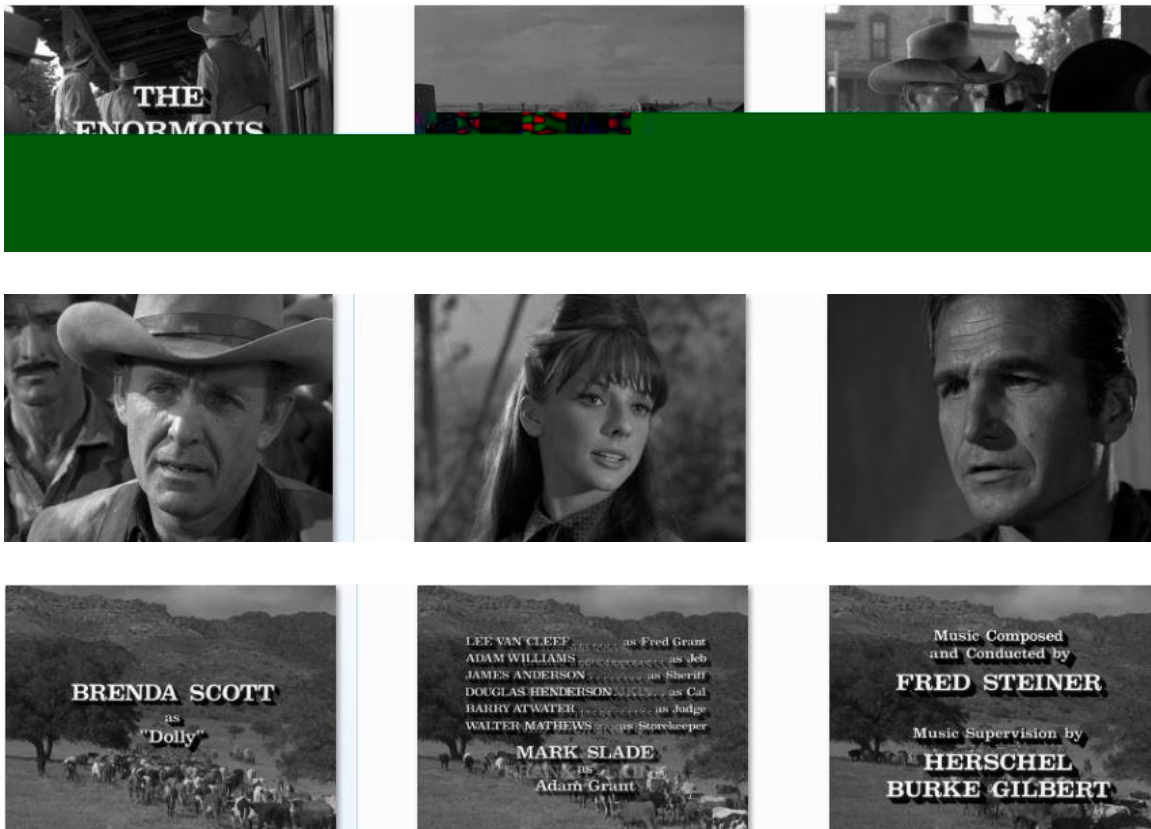 THE
ENORMOUS
BRENDA SCOTT
as
"Dolly"
LEE VAN CLEEF . . . . . . . . . as Fred Grant
ADAM WILLIAMS . . . . . . . . . . . . . . as Jeb
JAMES ANDERSON . . . . . . . . . as Sheriff
DOUGLAS HENDERSON . . . . . . as Cal
BARRY ATWATER . . . . . . . . . . . as Judge
WALTER MATHEWS . . . as Storekeeper
MARK SLADE
as
Adam Grant
Music Composed
and Conducted by
FRED STEINER
Music Supervision by
HERSCHEL
BURKE GILBERT